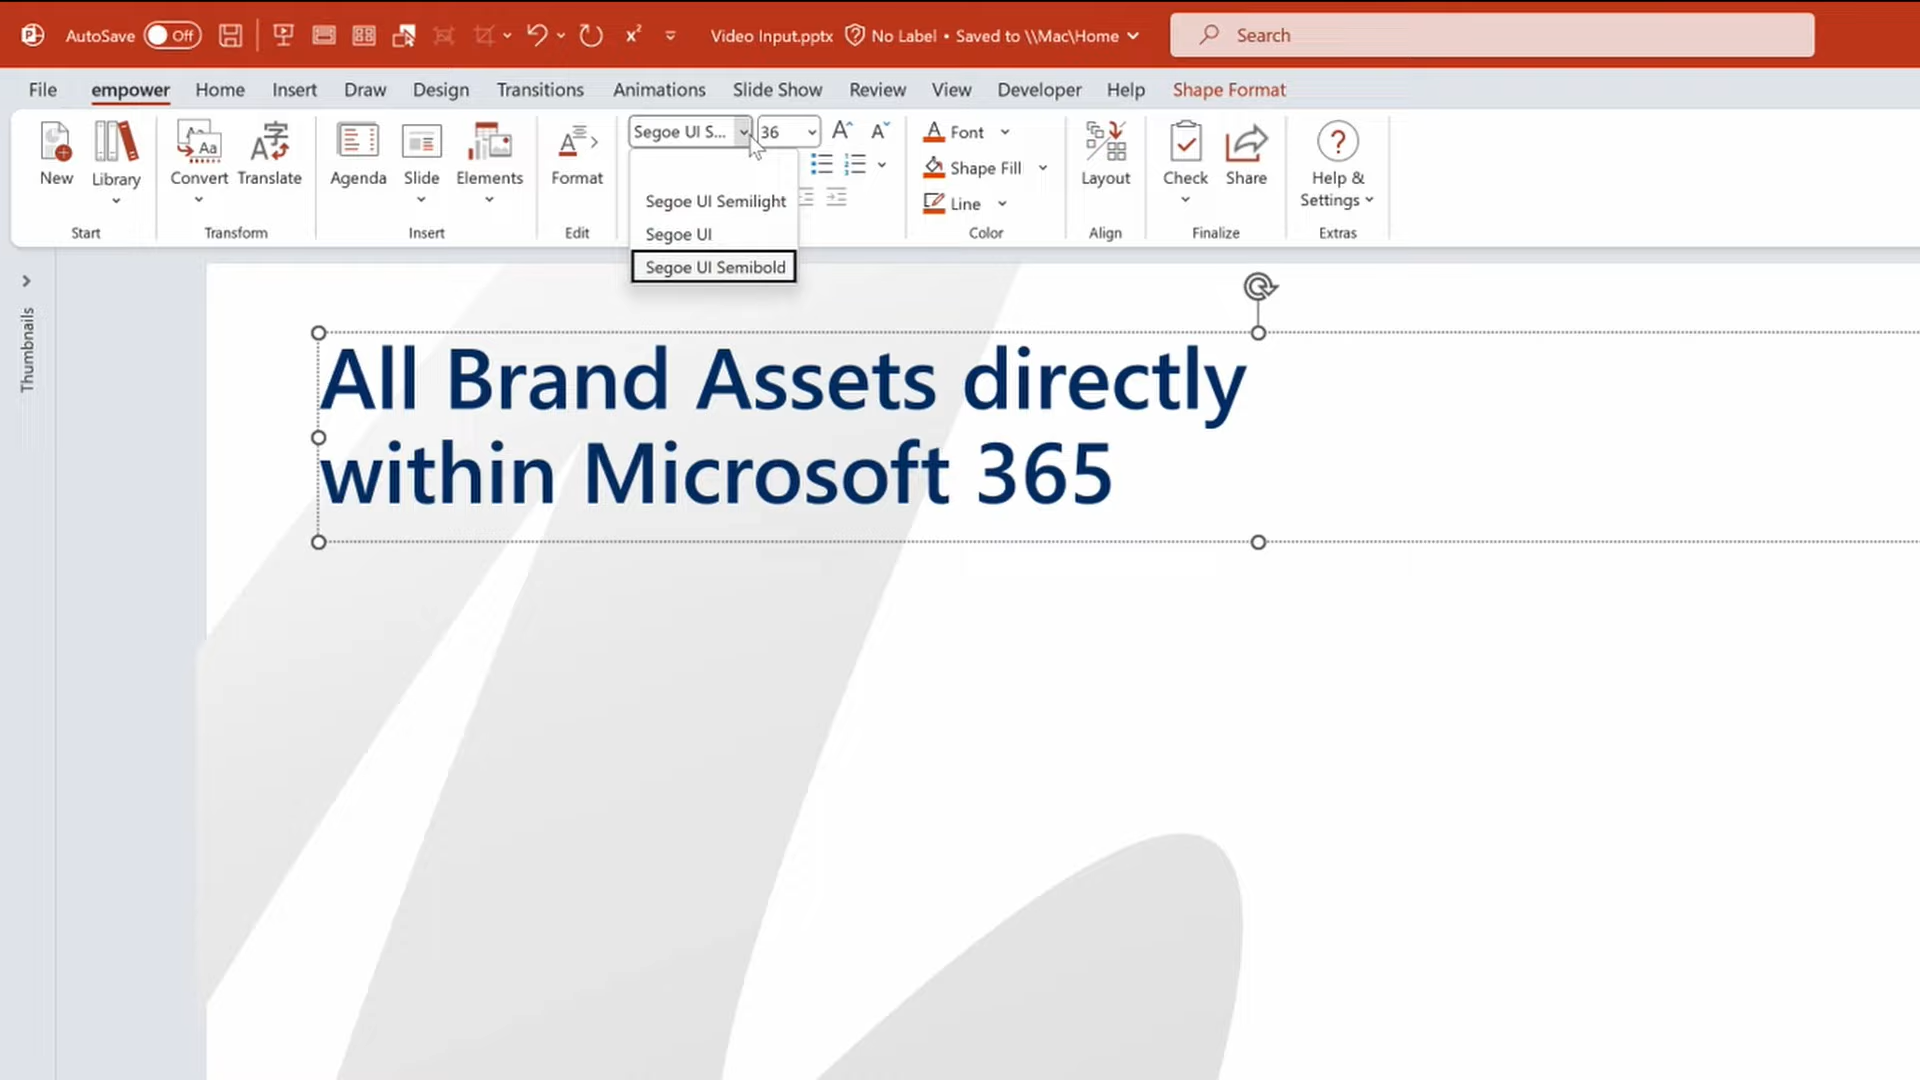 AutoSave Off Video Input.pptx No Label • Saved to \\Mac\Home Search
File empower Home Insert Draw Design Transitions Animations Slide Show Review View Developer Help Shape Format
Segoe UI S... 36 Font
Shape Fill
Line
New Library Convert Translate Agenda Slide Elements Format Layout Check Share Help &
Settings
Start Transform Insert Edit Color Align Finalize Extras
Segoe UI Semilight
Segoe UI
Segoe UI Semibold
Thumbnails
All Brand Assets directly
within Microsoft 365